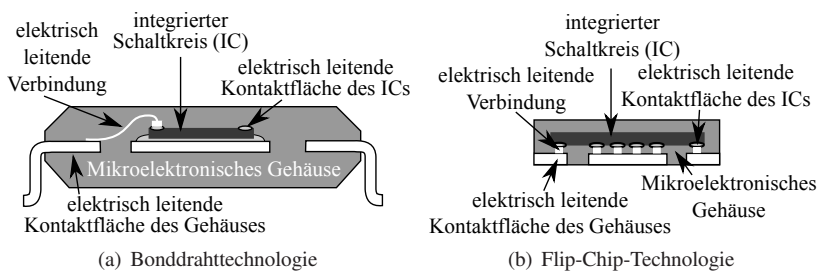 elektrisch
leitende
Verbindung
integrierter
Schaltkreis (IC)
elektrisch leitende
Kontaktfläche des ICs
Mikroelektronisches Gehäuse
elektrisch leitende
Kontaktfläche des Gehäuses
(a) Bonddrahttechnologie
integrierter
Schaltkreis (IC)
elektrisch leitende
Verbindung
elektrisch leitende
Kontaktfläche des ICs
elektrisch leitende
Kontaktfläche des Gehäuses
Mikroelektronisches
Gehäuse
(b) Flip-Chip-Technologie